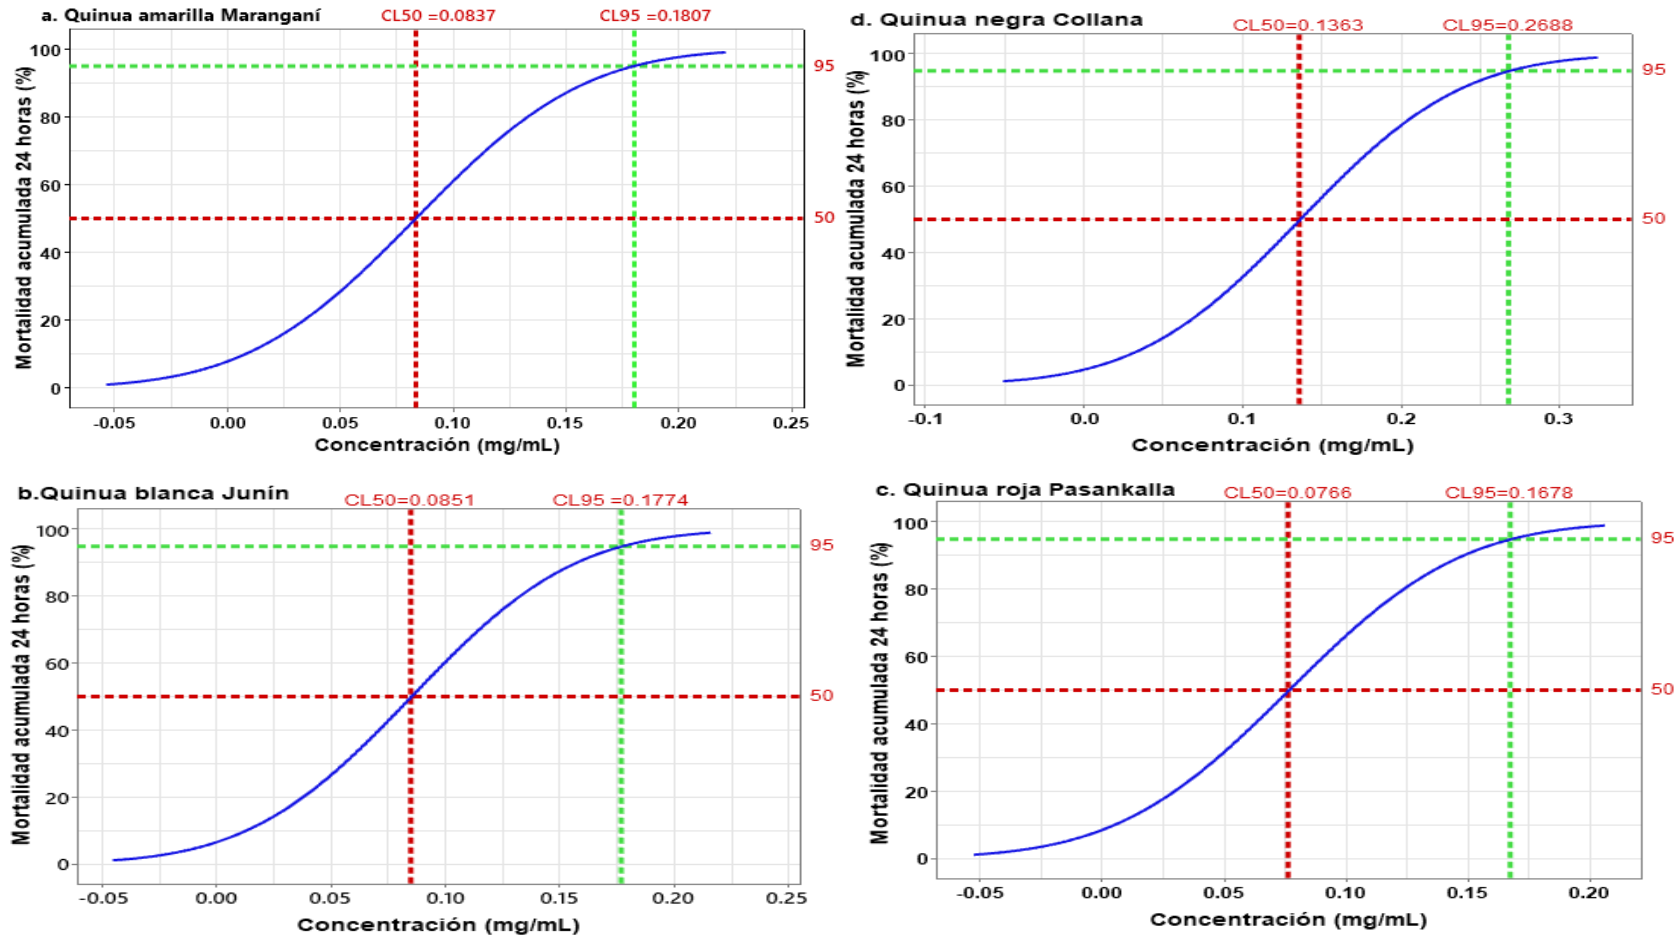 a. Quinua amarilla Maranganí
CL50 =0.0837
CL95 =0.1807
Mortalidad acumulada 24 horas (%)
100
80
60
40
20
0
95
50
-0.05 0.00 0.05 0.10 0.15 0.20 0.25
Concentración (mg/mL)
d. Quinua negra Collana
CL50=0.1363
CL95=0.2688
Mortalidad acumulada 24 horas (%)
100
80
60
40
20
0
95
50
-0.1 0.0 0.1 0.2 0.3
Concentración (mg/mL)
b.Quinua blanca Junín
CL50=0.0851
CL95 =0.1774
Mortalidad acumulada 24 horas (%)
100
80
60
40
20
0
95
50
-0.05 0.00 0.05 0.10 0.15 0.20 0.25
Concentración (mg/mL)
c. Quinua roja Pasankalla
CL50=0.0766
CL95=0.1678
Mortalidad acumulada 24 horas (%)
100
80
60
40
20
0
95
50
-0.05 0.00 0.05 0.10 0.15 0.20
Concentración (mg/mL)